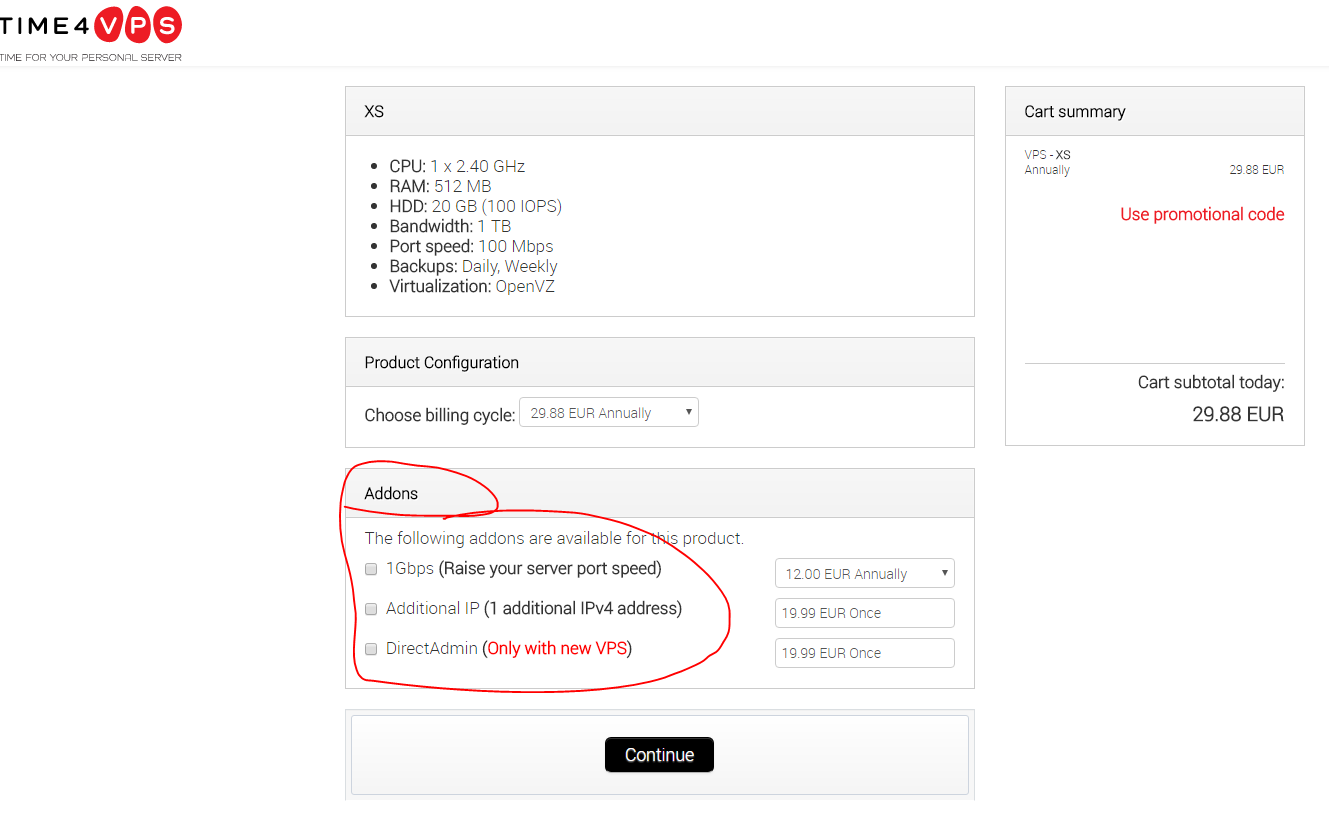 TIME4VPS
TIME FOR YOUR PERSONAL SERVER
XS
CPU: 1 x 2.40 GHz
RAM: 512 MB
HDD: 20 GB (100 IOPS)
Bandwidth: 1 TB
Port speed: 100 Mbps
Backups: Daily, Weekly
Virtualization: OpenVZ
Product Configuration
Choose billing cycle: 29.88 EUR Annually
Addons
The following addons are available for this product.
1Gbps (Raise your server port speed) 12.00 EUR Annually
Additional IP (1 additional IPv4 address) 19.99 EUR Once
DirectAdmin (Only with new VPS) 19.99 EUR Once
Continue
Cart summary
VPS - XS
Annually 29.88 EUR
Use promotional code
Cart subtotal today:
29.88 EUR